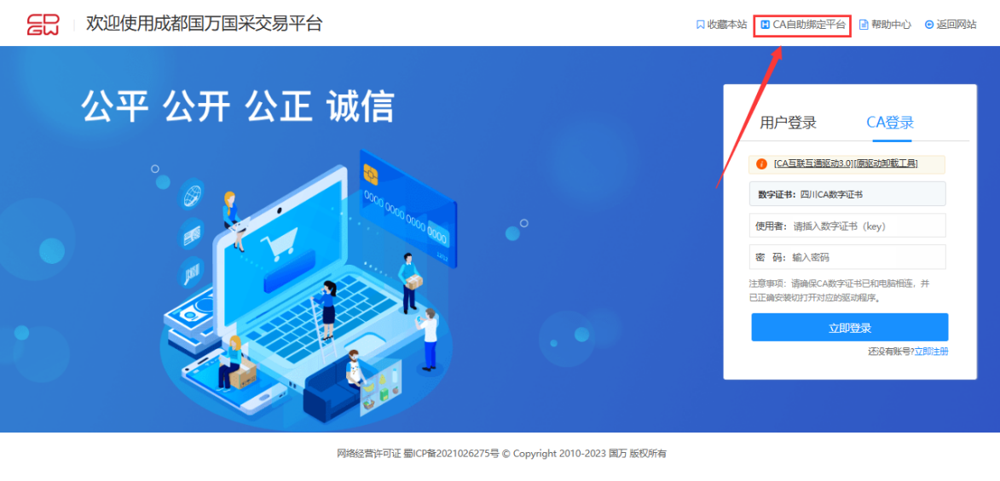 CD
GW
欢迎使用成都国万国采交易平台
收藏本站
CA自助绑定平台
帮助中心
返回网站
公平 公开 公正 诚信
用户登录
CA登录
[CA互联互通驱动3.0][原驱动卸载工具]
数字证书：四川CA数字证书
使用者：请插入数字证书（key）
密 码：输入密码
注意事项：请确保CA数字证书已和电脑相连，并
已正确安装切打开对应的驱动程序。
立即登录
还没有账号?立即注册
0000 0000 0000 0000
网络经营许可证 蜀ICP备2021026275号 © Copyright 2010-2023 国万 版权所有